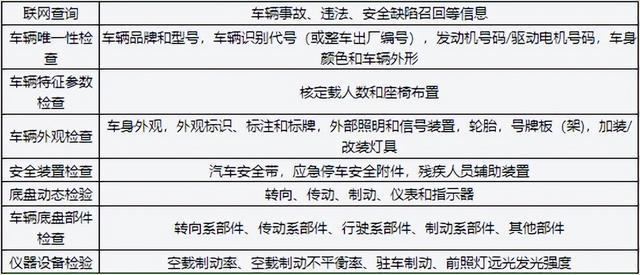 联网查询
车辆事故、违法、安全缺陷召回等信息
车辆唯一性检
查
车辆品牌和型号，车辆识别代号（或整车出厂编号），发动机号码/驱动电机号码，车身
颜色和车辆外形
车辆特征参数
检查
核定载人数和座椅布置
车辆外观检查
车身外观，外观标识、标注和标牌，外部照明和信号装置，轮胎，号牌板（架），加装/
改装灯具
安全装置检查
汽车安全带，应急停车安全附件，残疾人员辅助装置
底盘动态检验
转向、传动、制动、仪表和指示器
车辆底盘部件
检查
转向系部件、传动系部件、行驶系部件、制动系部件、其他部件
仪器设备检验
空载制动率、空载制动不平衡率、驻车制动、前照灯远光发光强度